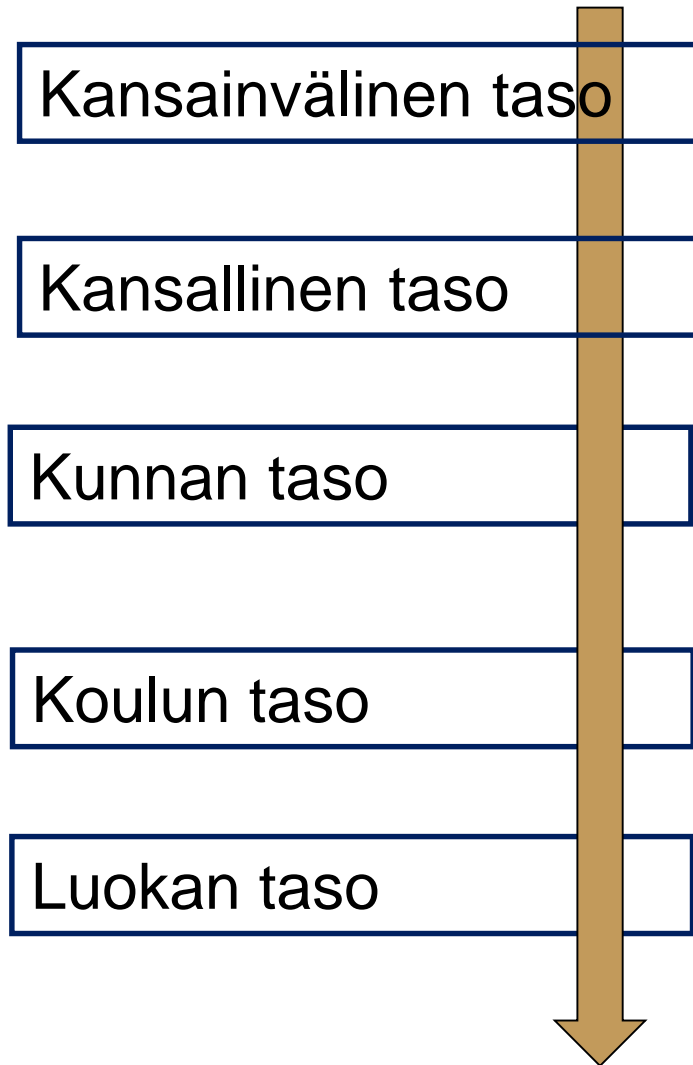 Kansainvälinen taso
Kansallinen taso
Kunnan taso
Koulun taso
Luokan taso